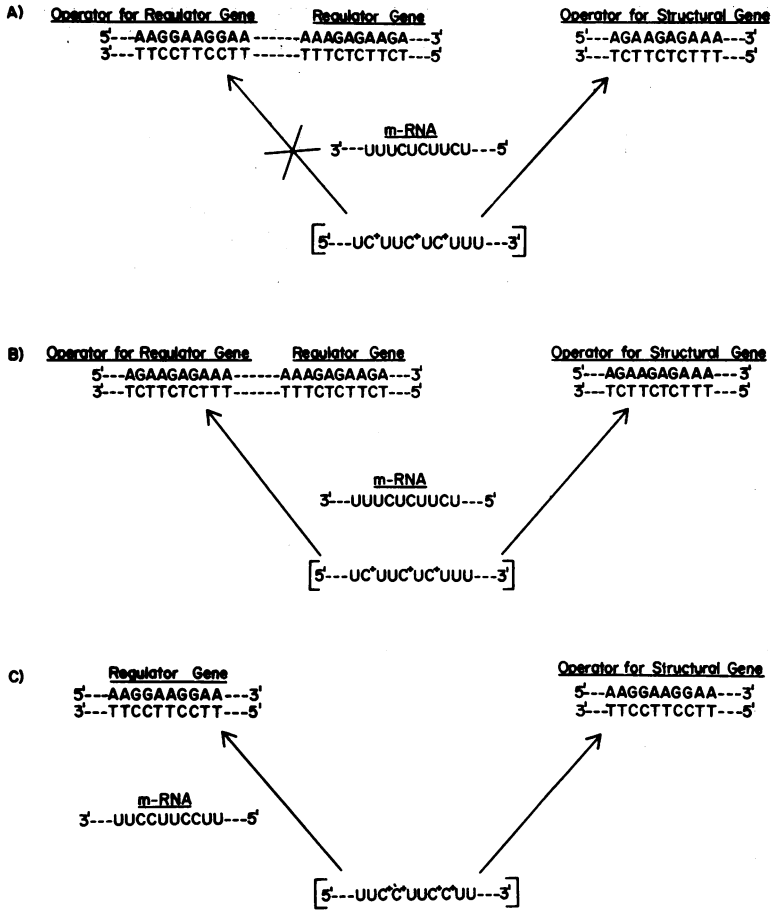 A)
Operator for Regulator Gene Regulator Gene Operator for Structural Gene
5'---AAGGAAGGAA------AAAGAGAAGA---3' 5'---AGAAGAGAAA---3'
3'---TTCCTTCCTT------TTTCTCTTCT---5' 3'---TCTTCTCTTT---5'
m-RNA
3'---UUUCUCUUCU---5'
[5'---UC⁺UUC⁺UC⁺UUU---3']
B)
Operator for Regulator Gene Regulator Gene Operator for Structural Gene
5'---AGAAGAGAAA------AAAGAGAAGA---3' 5'---AGAAGAGAAA---3'
3'---TCTTCTCTTT------TTTCTCTTCT---5' 3'---TCTTCTCTTT---5'
m-RNA
3'---UUUCUCUUCU---5'
[5'---UC⁺UUC⁺UC⁺UUU---3']
C)
Regulator Gene Operator for Structural Gene
5'---AAGGAAGGAA---3' 5'---AAGGAAGGAA---3'
3'---TTCCTTCCTT---5' 3'---TTCCTTCCTT---5'
m-RNA
3'---UUCCUUCCUU---5'
[5'---UUC⁺C⁺UUC⁺C⁺UU---3']